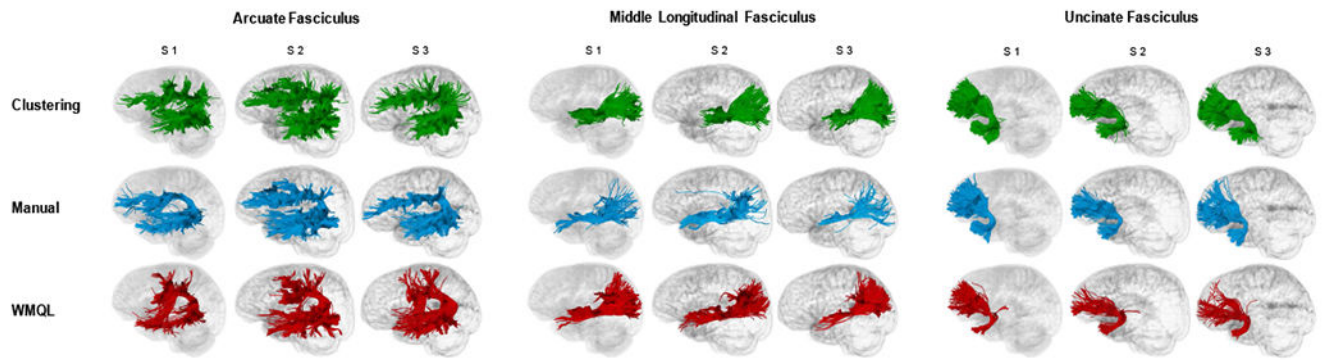 Arcuate Fasciculus Middle Longitudinal Fasciculus Uncinate Fasciculus
S 1 S 2 S 3 S 1 S 2 S 3 S 1 S 2 S 3
Clustering
Manual
WMQL